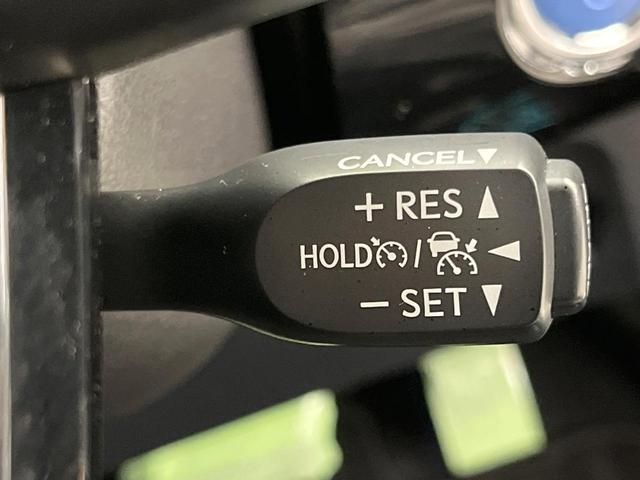 CANCEL▼
+ RES ▲
HOLD / ◀
− SET ▼